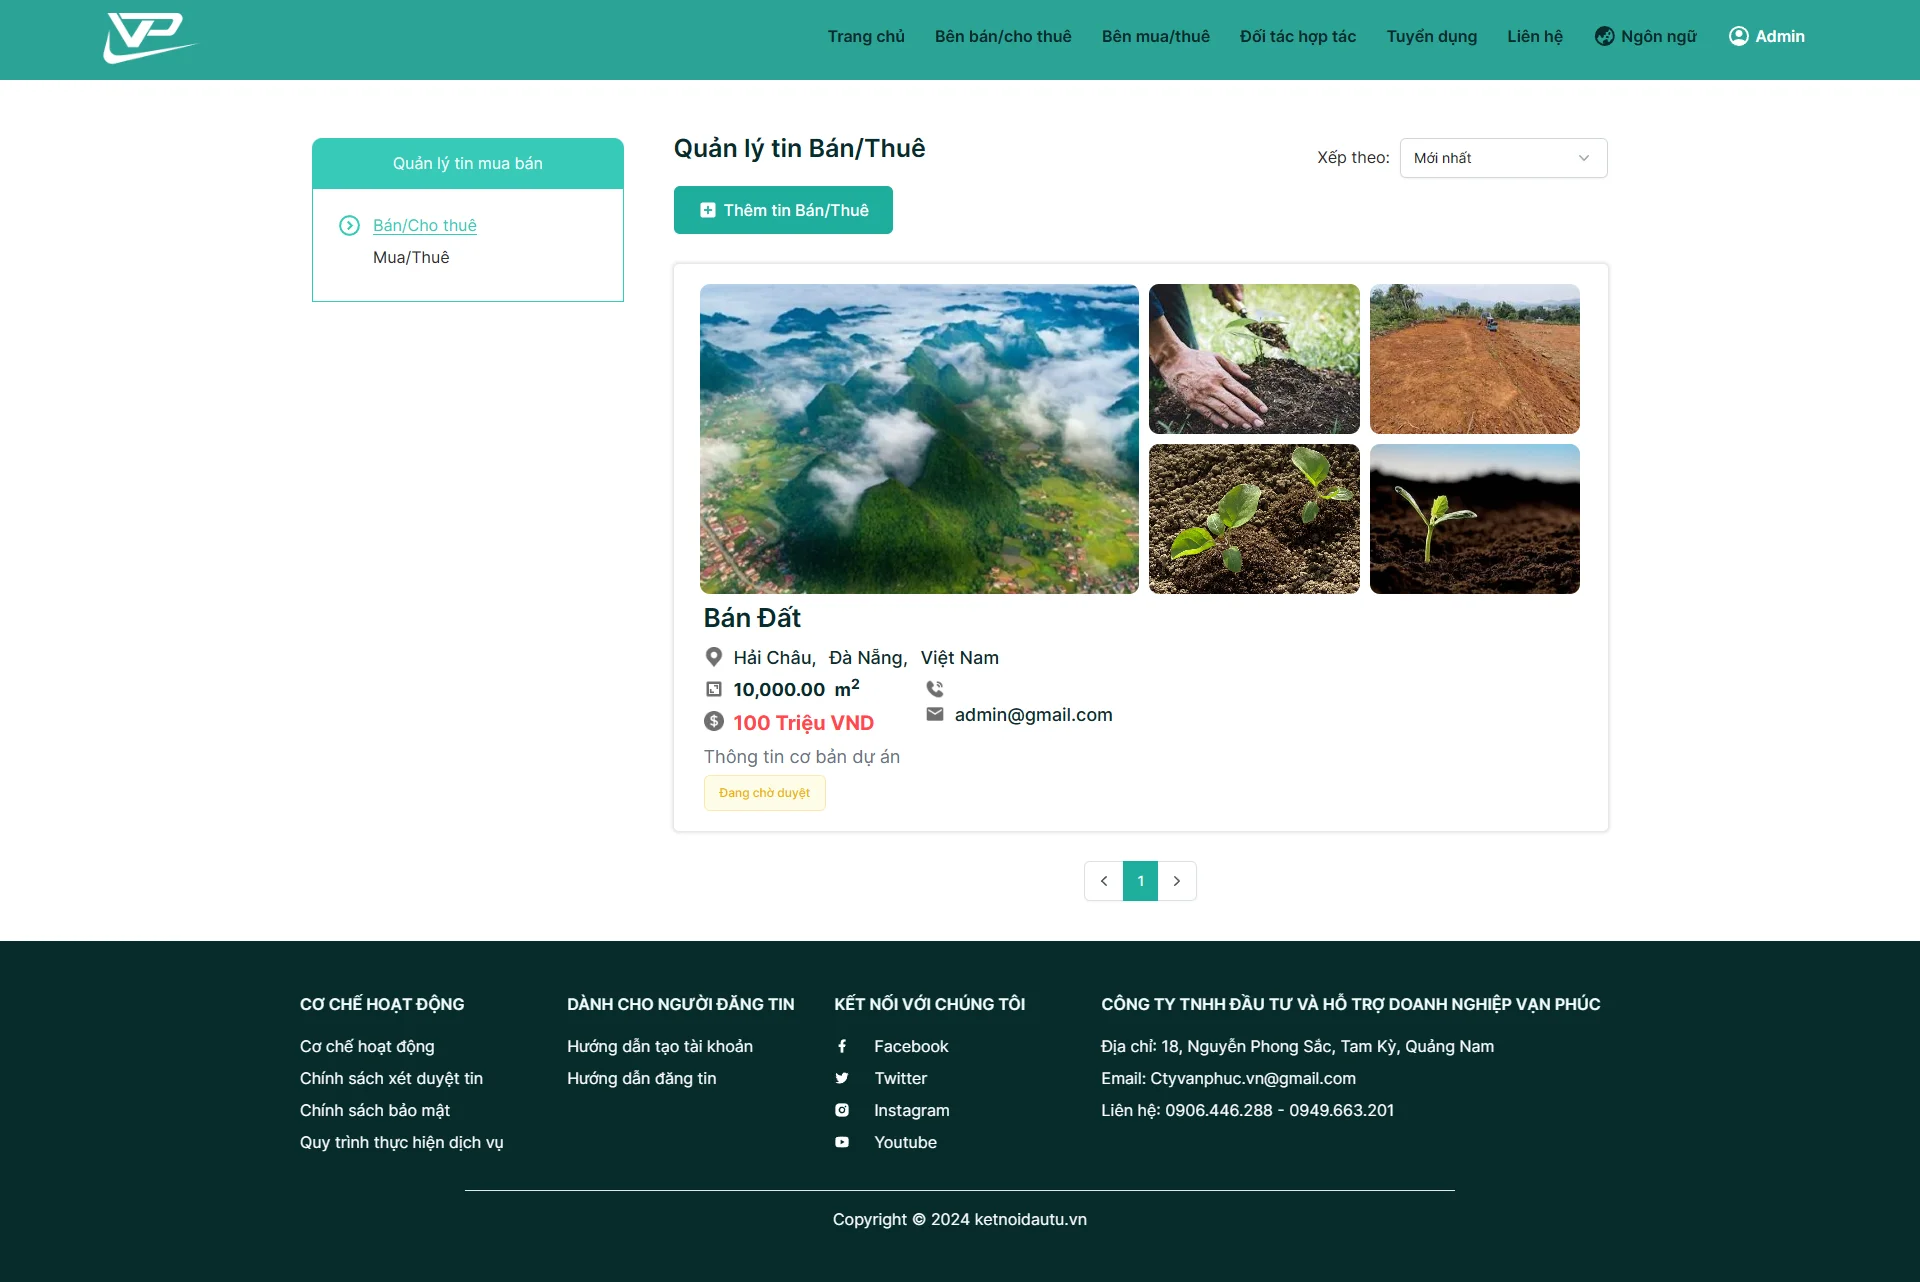 VP
Trang chủ
Bên bán/cho thuê
Bên mua/thuê
Đối tác hợp tác
Tuyển dụng
Liên hệ
Ngôn ngữ
Admin
Quản lý tin mua bán
Bán/Cho thuê
Mua/Thuê
Quản lý tin Bán/Thuê
Xếp theo:
Mới nhất
Thêm tin Bán/Thuê
Bán Đất
Hải Châu, Đà Nẵng, Việt Nam
10,000.00 m²
100 Triệu VND
admin@gmail.com
Thông tin cơ bản dự án
Đang chờ duyệt
1
CƠ CHẾ HOẠT ĐỘNG
Cơ chế hoạt động
Chính sách xét duyệt tin
Chính sách bảo mật
Quy trình thực hiện dịch vụ
DÀNH CHO NGƯỜI ĐĂNG TIN
Hướng dẫn tạo tài khoản
Hướng dẫn đăng tin
KẾT NỐI VỚI CHÚNG TÔI
Facebook
Twitter
Instagram
Youtube
CÔNG TY TNHH ĐẦU TƯ VÀ HỖ TRỢ DOANH NGHIỆP VẠN PHÚC
Địa chỉ: 18, Nguyễn Phong Sắc, Tam Kỳ, Quảng Nam
Email: Ctyvanphuc.vn@gmail.com
Liên hệ: 0906.446.288 - 0949.663.201
Copyright © 2024 ketnoidautu.vn